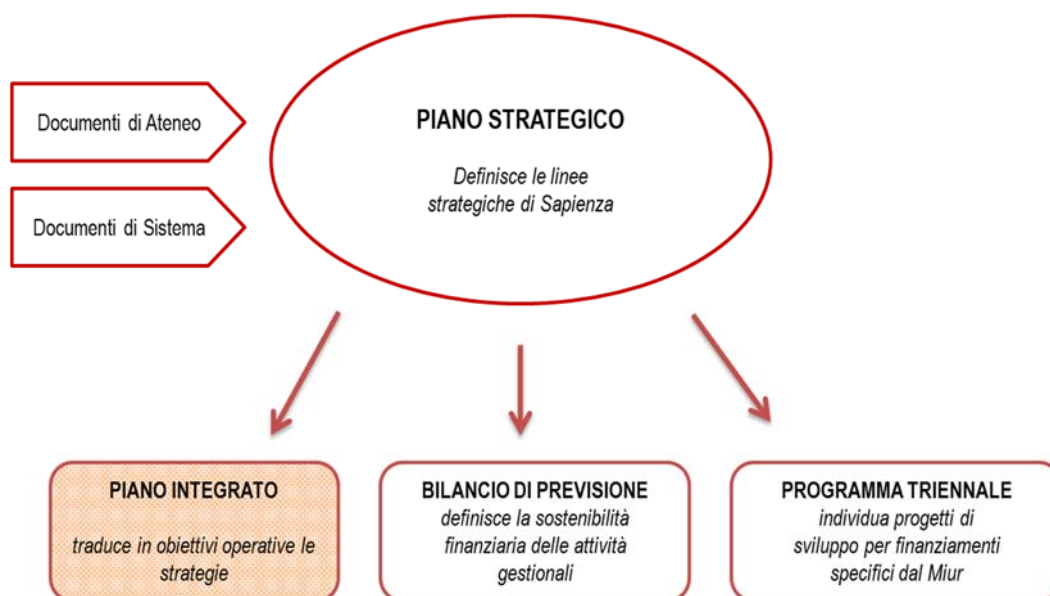 Documenti di Ateneo
Documenti di Sistema
PIANO STRATEGICO
Definisce le linee
strategiche di Sapienza
PIANO INTEGRATO
traduce in obiettivi operative le
strategie
BILANCIO DI PREVISIONE
definisce la sostenibilità
finanziaria delle attività
gestionali
PROGRAMMA TRIENNALE
individua progetti di
sviluppo per finanziamenti
specifici dal Miur